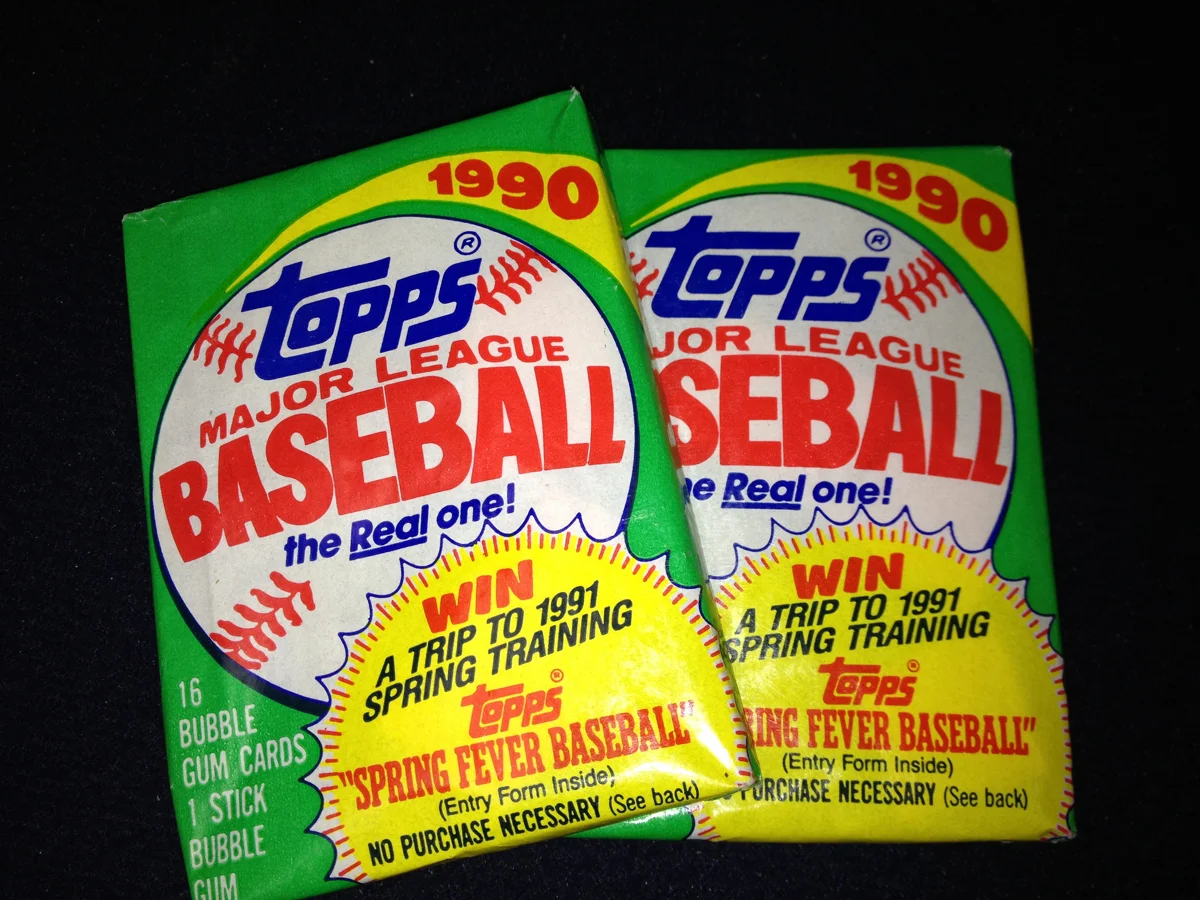 1990
Topps®
MAJOR LEAGUE
BASEBALL
the Real one!
WIN
A TRIP TO 1991
SPRING TRAINING
Topps®
"SPRING FEVER BASEBALL"
(Entry Form Inside)
NO PURCHASE NECESSARY (See back)
16
BUBBLE
GUM CARDS
1 STICK
BUBBLE
GUM
1990
Topps®
JOR LEAGUE
SEBALL
he Real one!
WIN
A TRIP TO 1991
SPRING TRAINING
Topps®
RING FEVER BASEBALL"
(Entry Form Inside)
PURCHASE NECESSARY (See back)